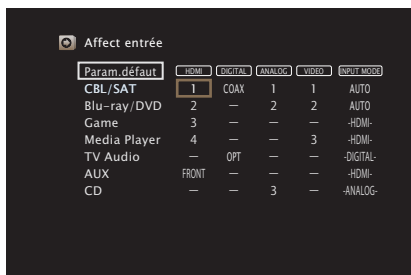 Affect entrée
Param.défaut HDMI DIGITAL ANALOG VIDEO INPUT MODE
CBL/SAT 1 COAX 1 1 AUTO
Blu-ray/DVD 2 — 2 2 AUTO
Game 3 — — — -HDMI-
Media Player 4 — — 3 -HDMI-
TV Audio — OPT — — -DIGITAL-
AUX FRONT — — — -HDMI-
CD — — 3 — -ANALOG-